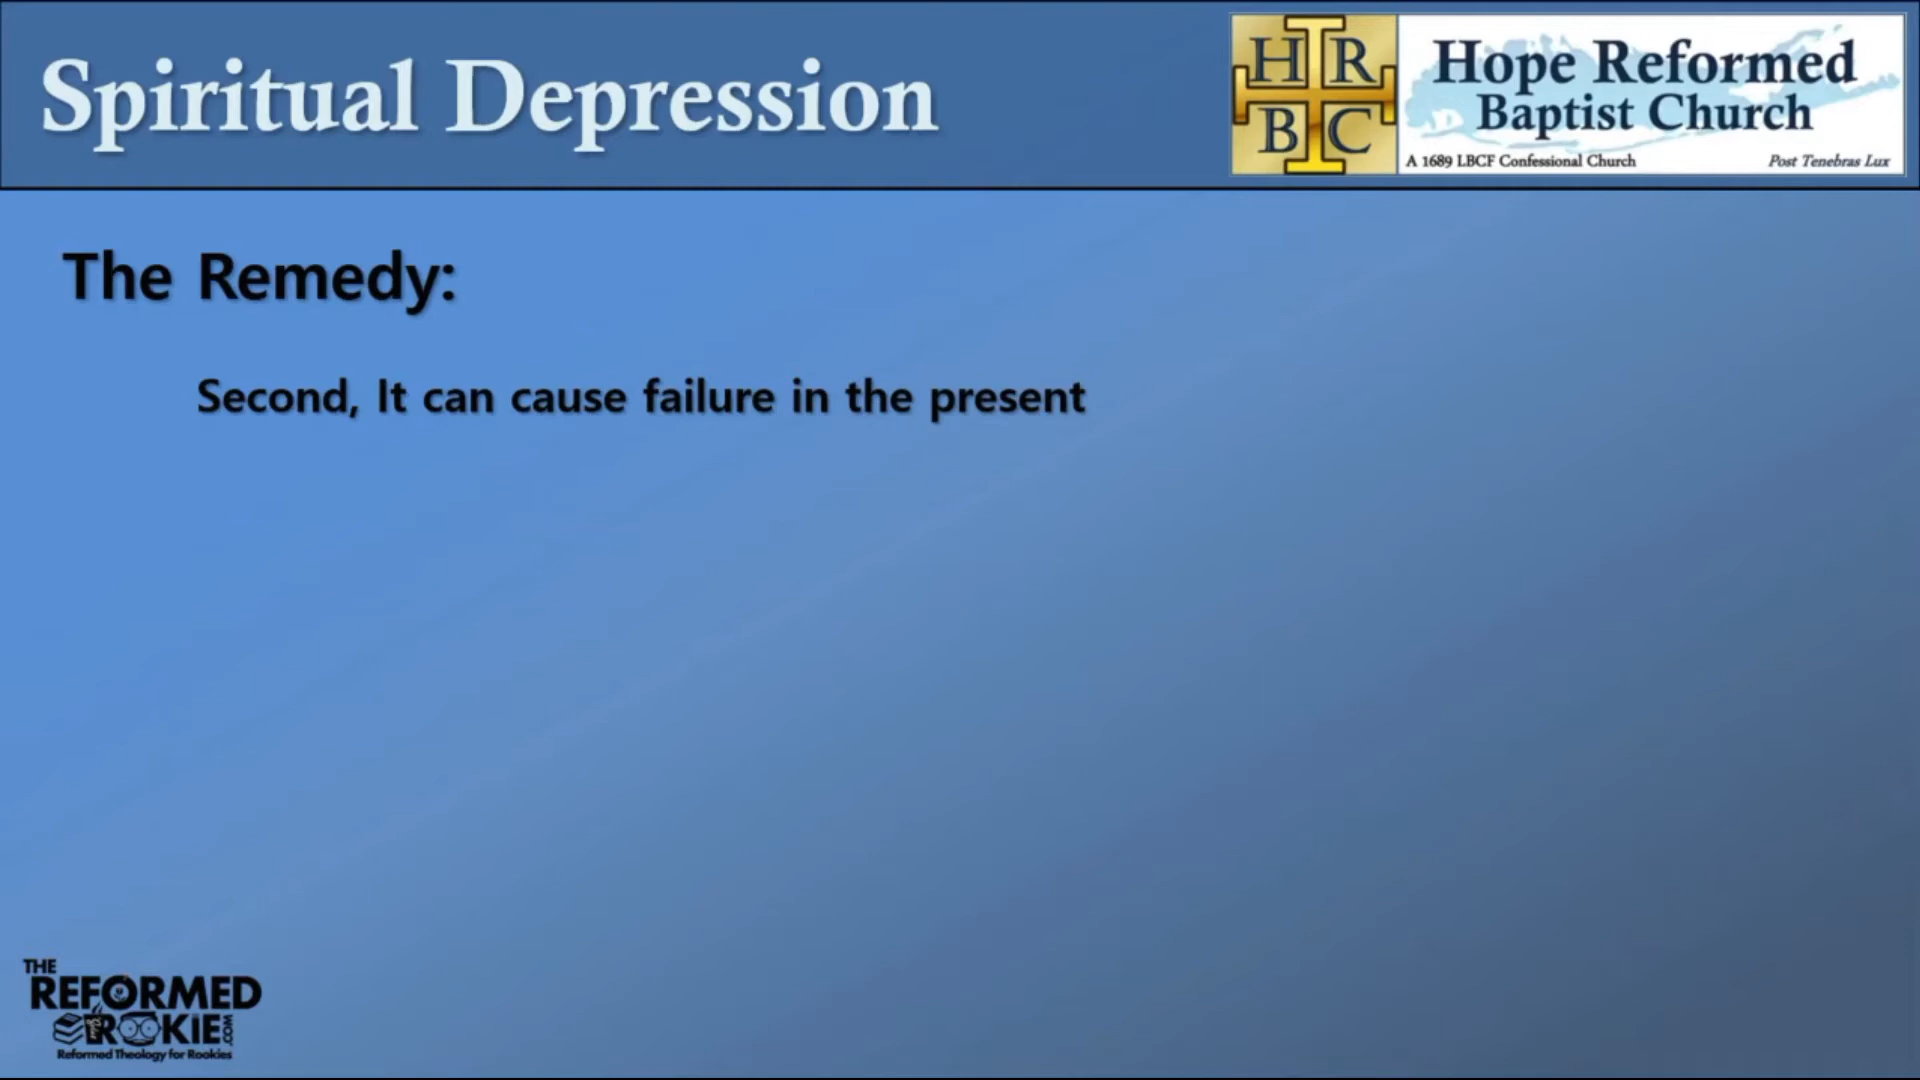 Spiritual Depression
H R
B C
Hope Reformed
Baptist Church
A 1689 LBCF Confessional Church
Post Tenebras Lux
The Remedy:
Second, It can cause failure in the present
THE
REFORMED
ROOKIE.COM
Reformed Theology for Rookies